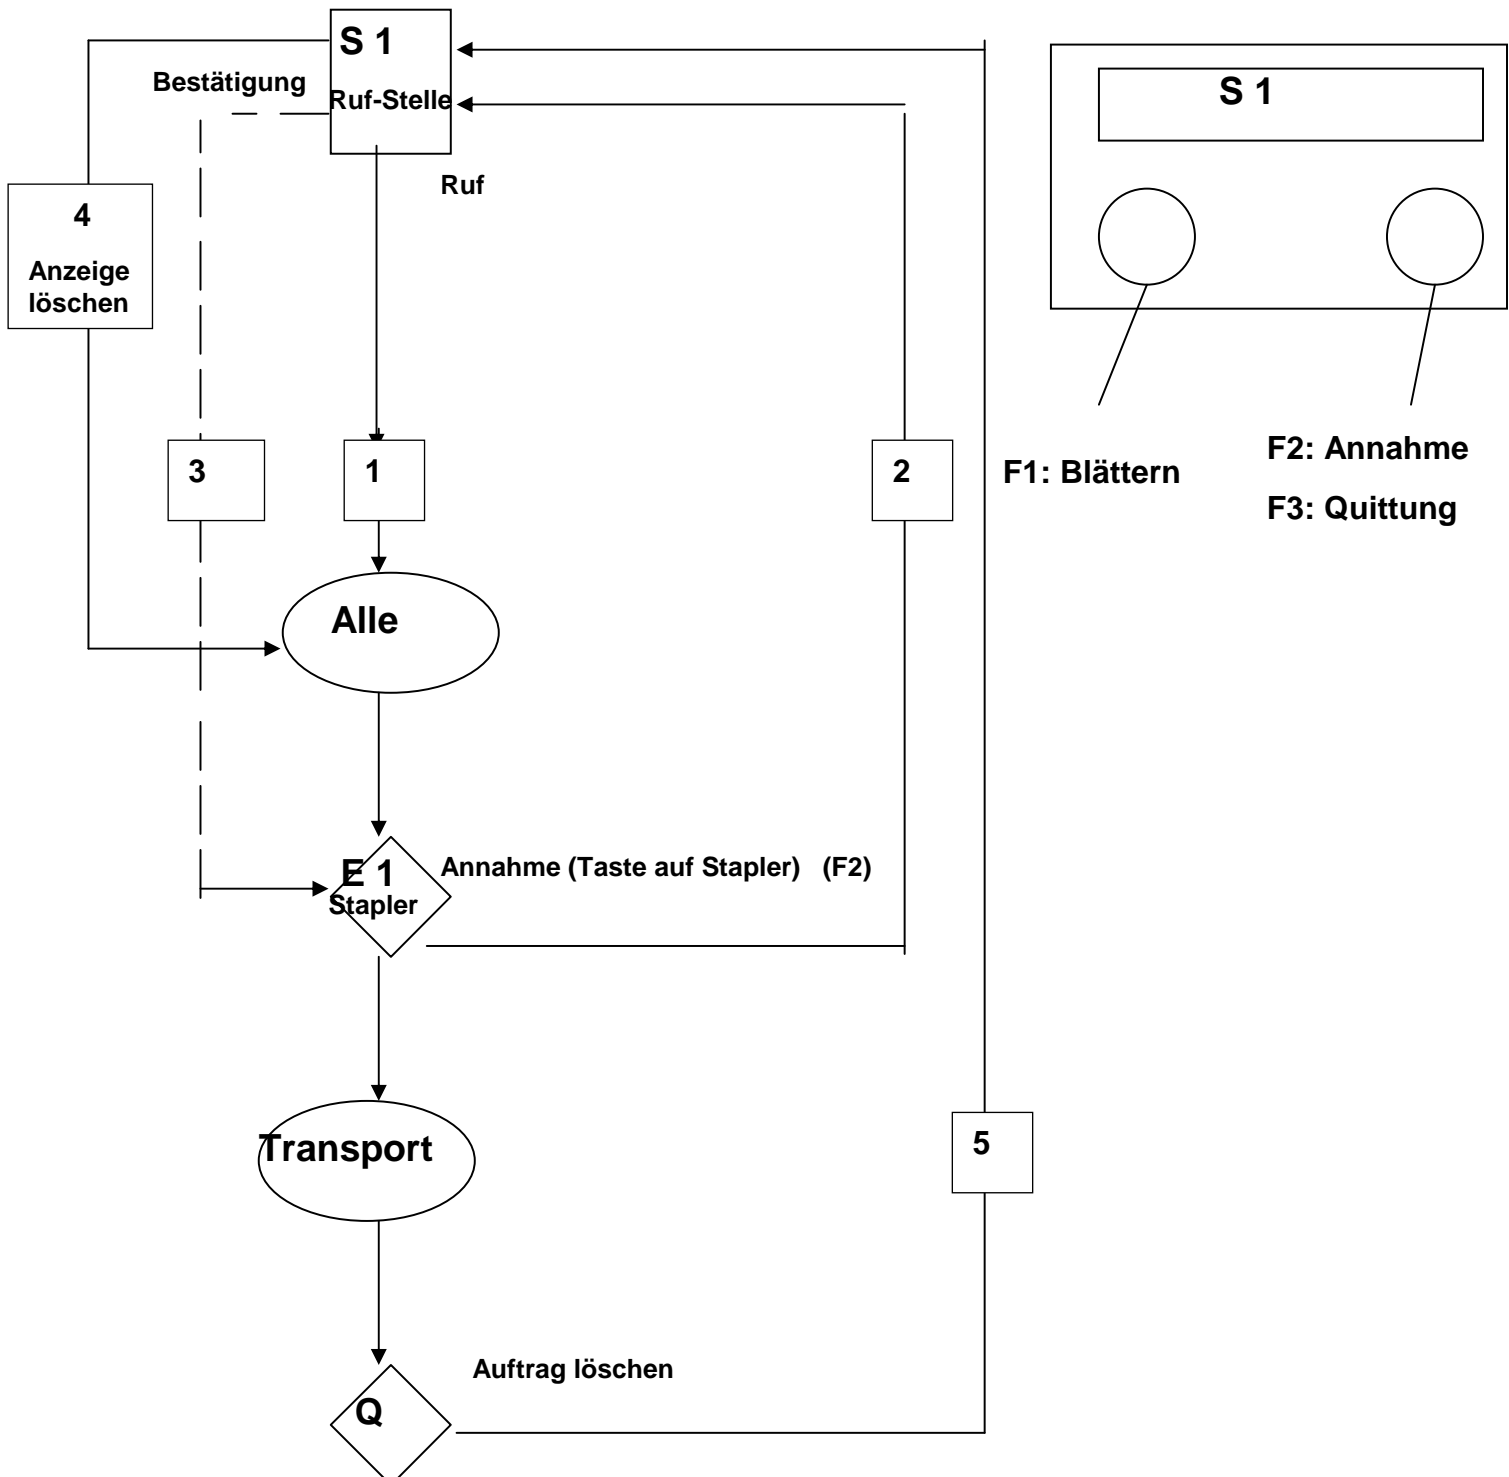 S 1
Bestätigung
Ruf-Stelle
S 1
Ruf
4
Anzeige
löschen
3
1
2
F1: Blättern
F2: Annahme
F3: Quittung
Alle
E 1
Stapler
Annahme (Taste auf Stapler) (F2)
Transport
5
Auftrag löschen
Q